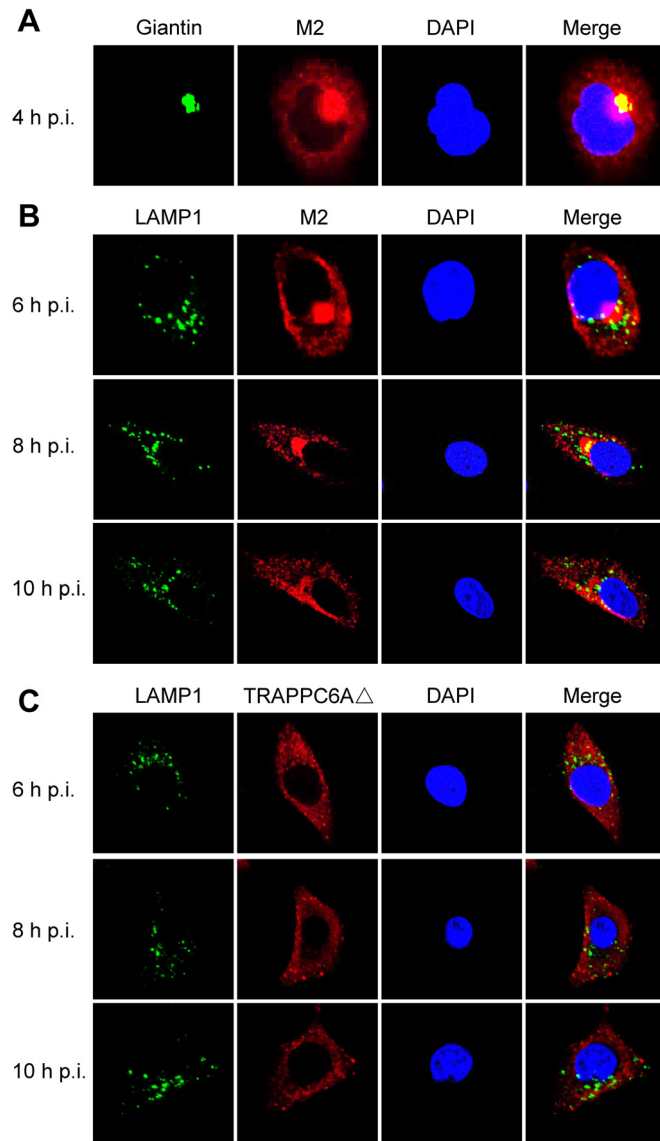 A
Giantin M2 DAPI Merge
4 h p.i.
B
LAMP1 M2 DAPI Merge
6 h p.i.
8 h p.i.
10 h p.i.
C
LAMP1 TRAPPC6A△ DAPI Merge
6 h p.i.
8 h p.i.
10 h p.i.